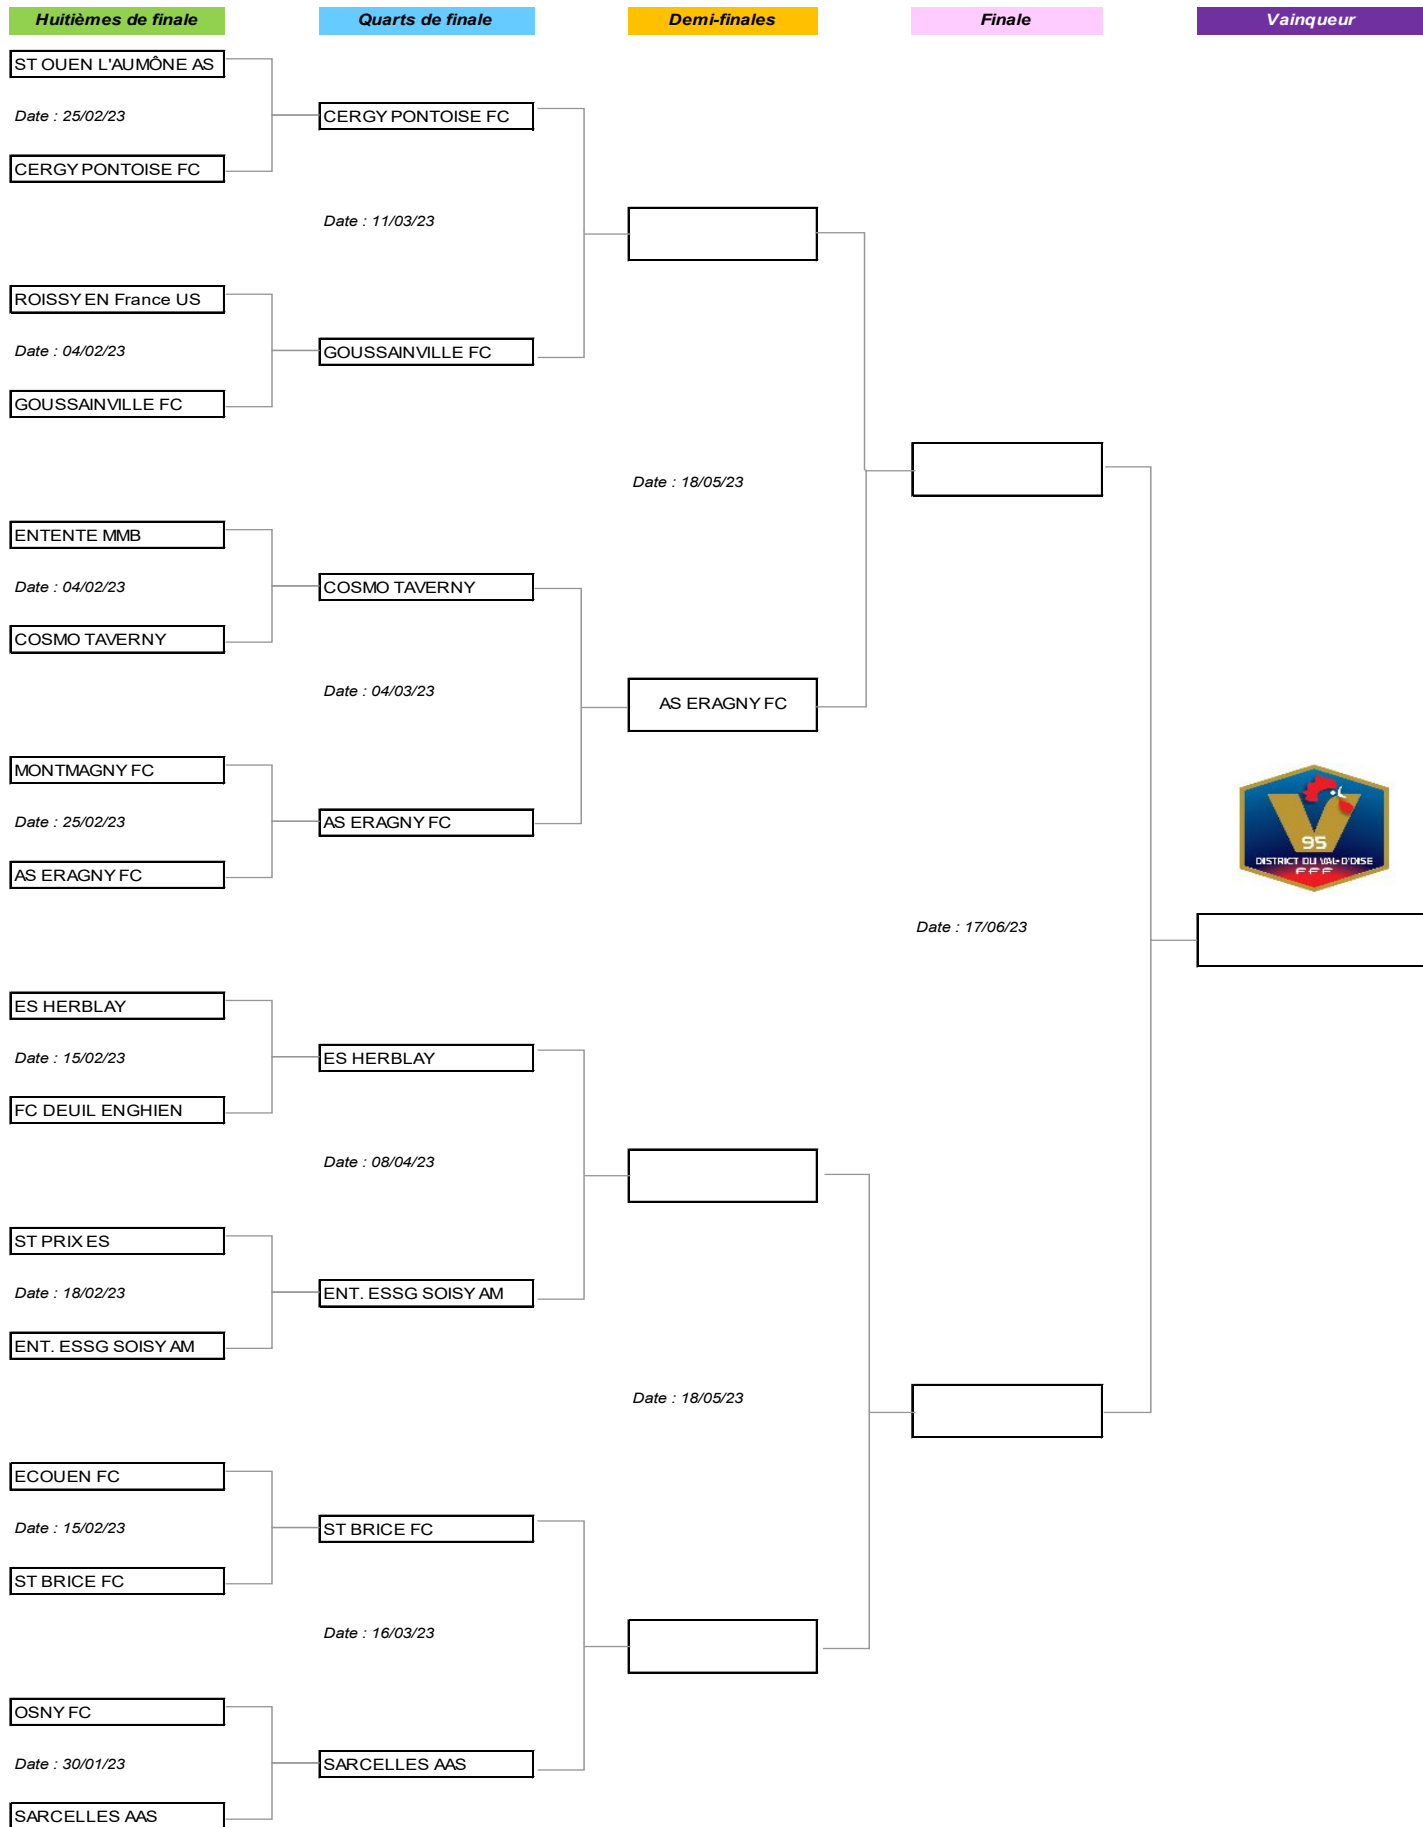 Huitièmes de finale
Quarts de finale
Demi-finales
Finale
Vainqueur
ST OUEN L'AUMÔNE AS
Date : 25/02/23
CERGY PONTOISE FC
CERGY PONTOISE FC
Date : 11/03/23
ROISSY EN France US
Date : 04/02/23
GOUSSAINVILLE FC
GOUSSAINVILLE FC
Date : 18/05/23
ENTENTE MMB
Date : 04/02/23
COSMO TAVERNY
COSMO TAVERNY
Date : 04/03/23
AS ERAGNY FC
MONTMAGNY FC
Date : 25/02/23
AS ERAGNY FC
AS ERAGNY FC
95
DISTRICT DU VAL-D'OISE
FFF
Date : 17/06/23
ES HERBLAY
Date : 15/02/23
ES HERBLAY
FC DEUIL ENGHIEN
Date : 08/04/23
ST PRIX ES
Date : 18/02/23
ENT. ESSG SOISY AM
ENT. ESSG SOISY AM
Date : 18/05/23
ECOUEN FC
Date : 15/02/23
ST BRICE FC
ST BRICE FC
Date : 16/03/23
OSNY FC
Date : 30/01/23
SARCELLES AAS
SARCELLES AAS